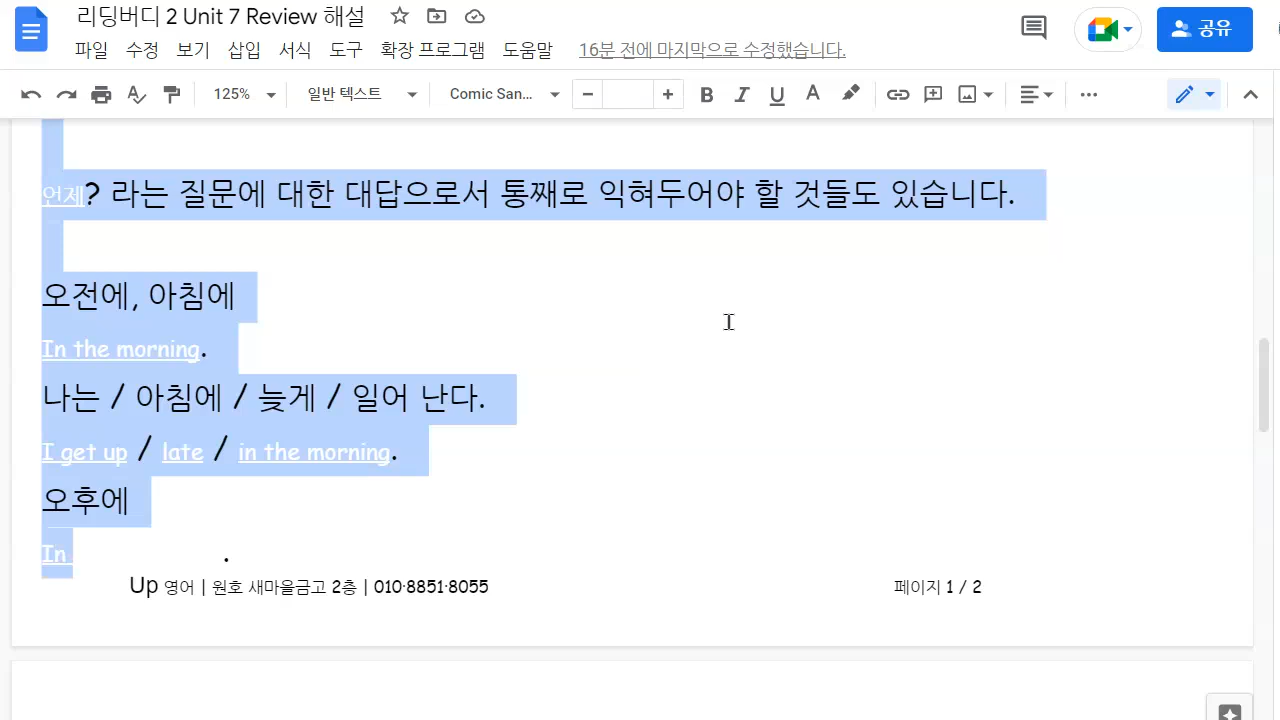 리딩버디 2 Unit 7 Review 해설
파일 수정 보기 삽입 서식 도구 확장 프로그램 도움말 16분 전에 마지막으로 수정했습니다.
공유
125% 일반 텍스트 Comic San... − + B I U A
언제? 라는 질문에 대한 대답으로서 통째로 익혀두어야 할 것들도 있습니다.
오전에, 아침에
In the morning.
나는 / 아침에 / 늦게 / 일어 난다.
I get up / late / in the morning.
오후에
In .
Up 영어 | 원호 새마을금고 2층 | 010·8851·8055 페이지 1 / 2